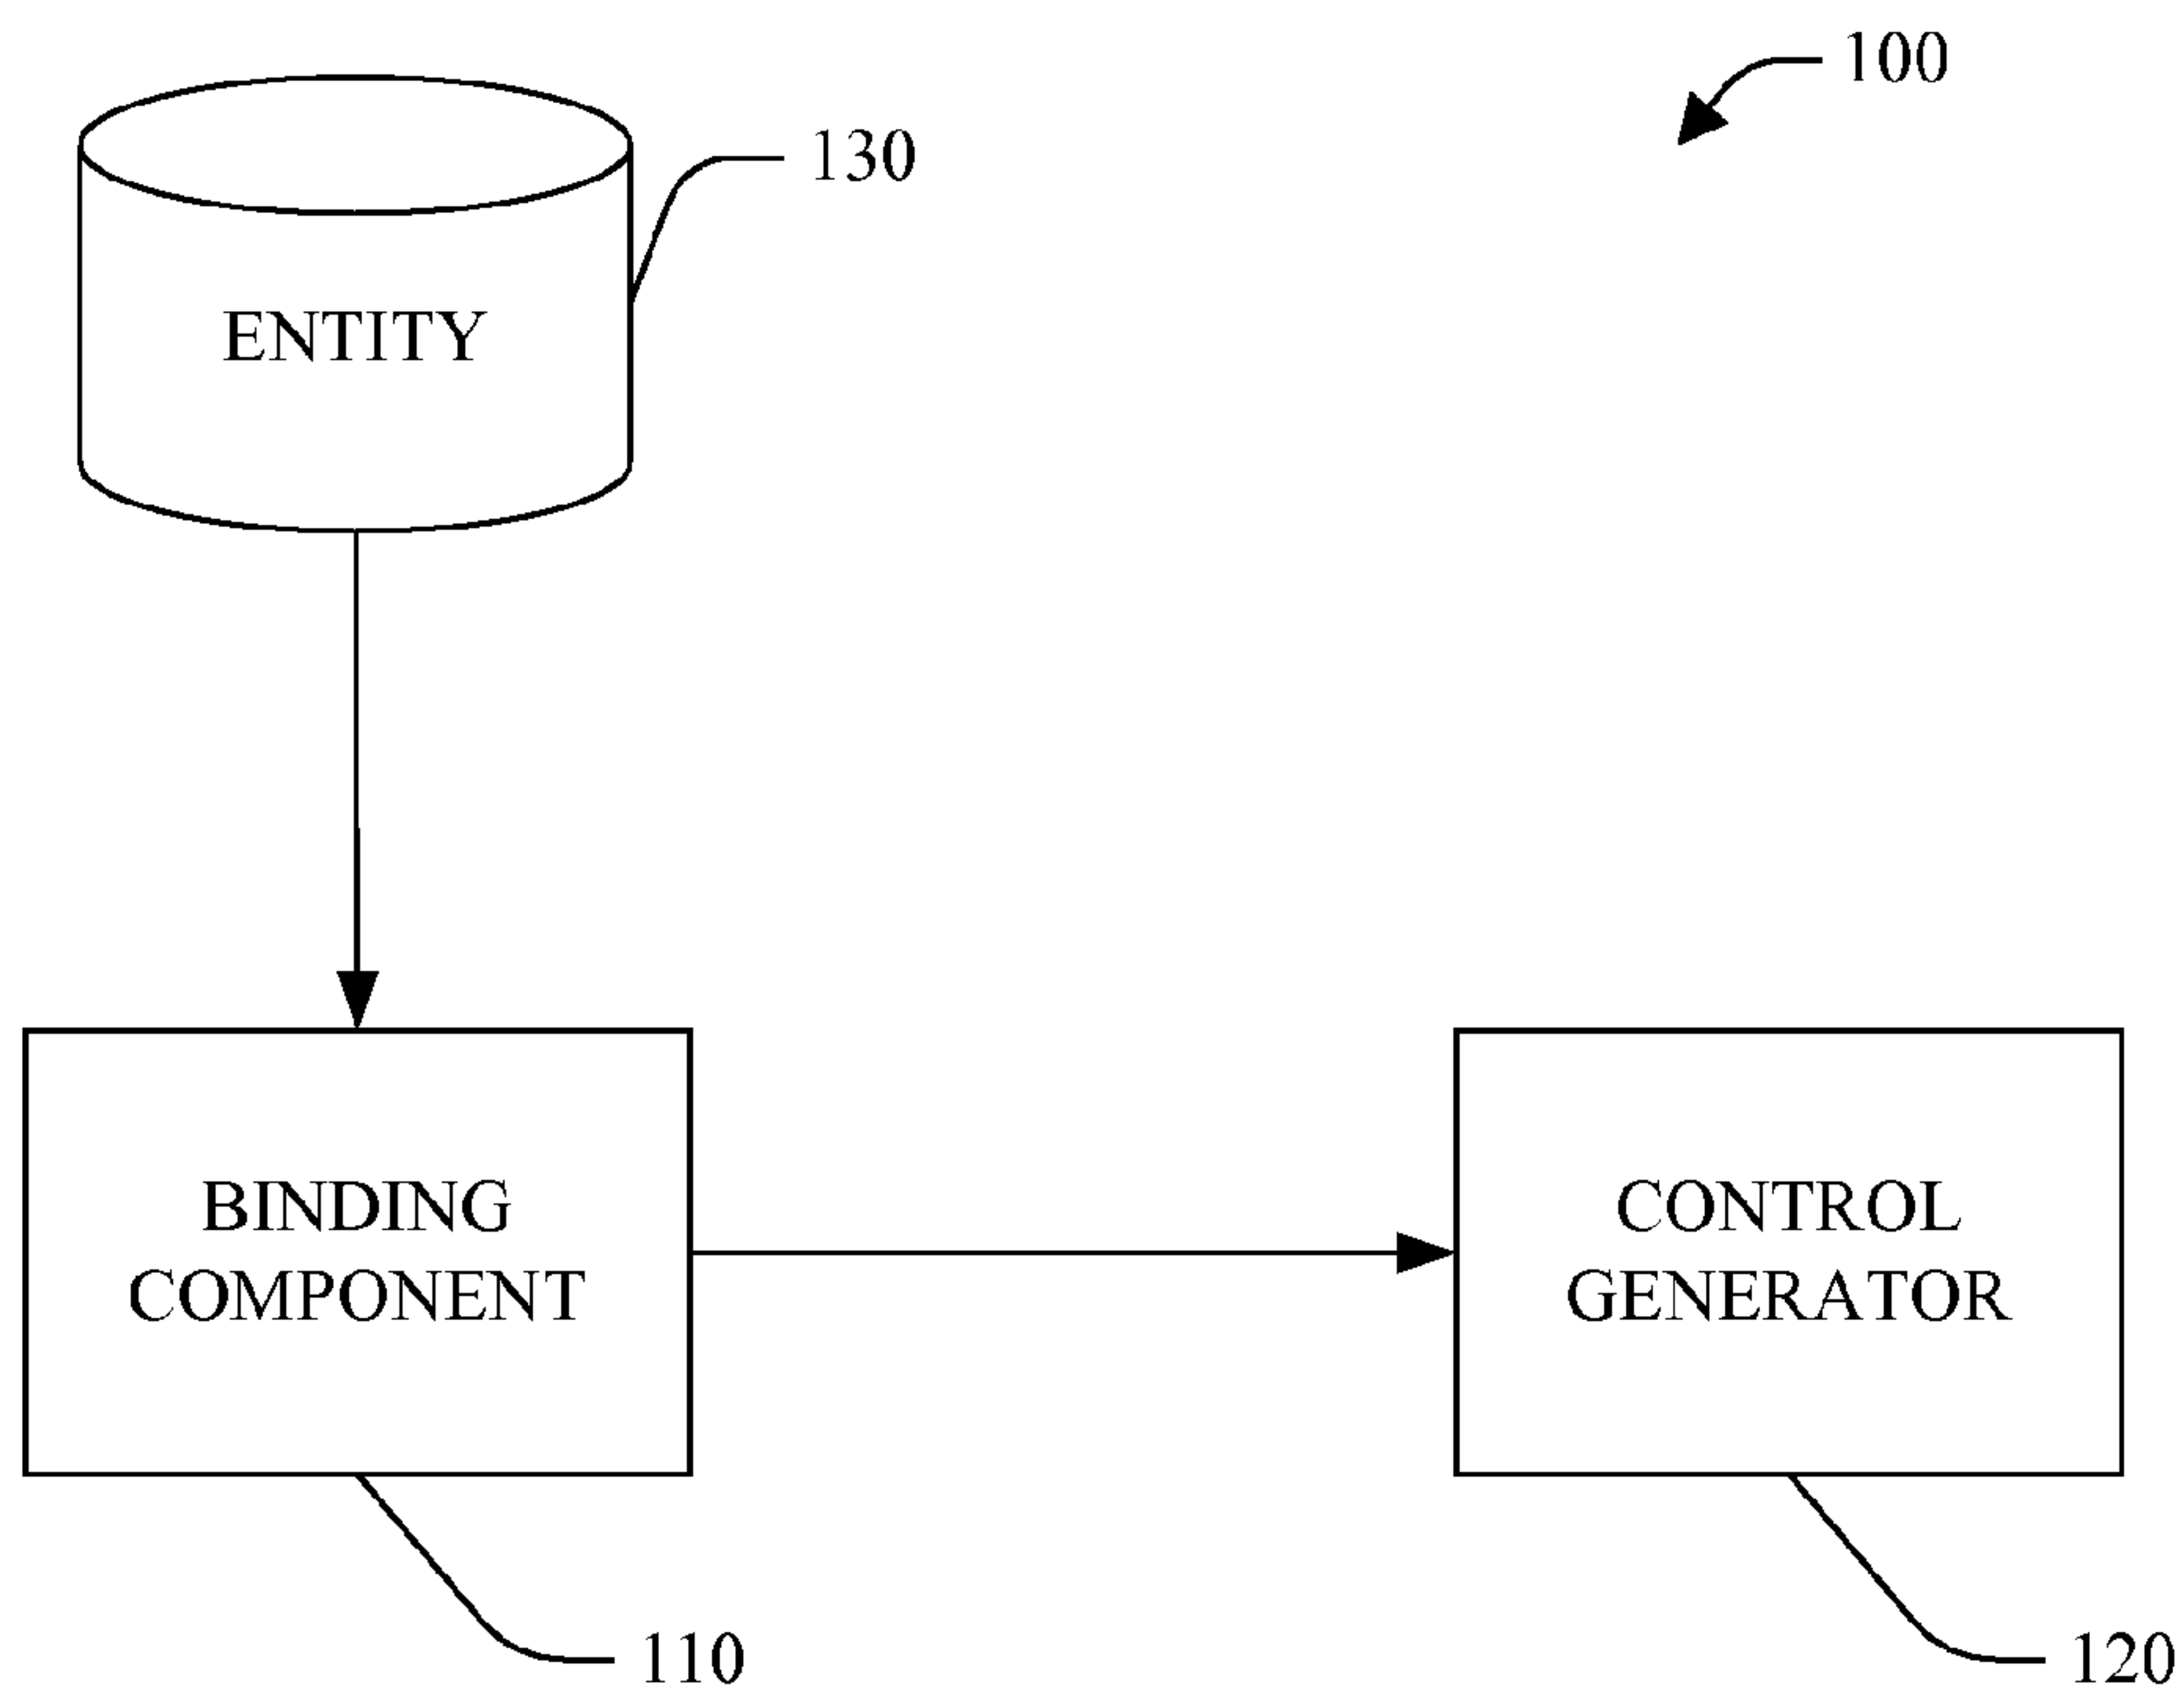 100
130
ENTITY
BINDING
COMPONENT
CONTROL
GENERATOR
110
120